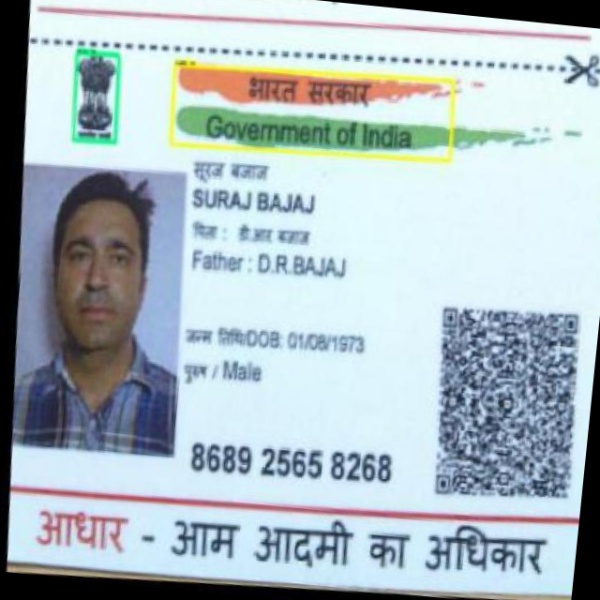 भारत सरकार
Government of India
सूरज बजाज
SURAJ BAJAJ
पिता : डी.आर बजाज
Father : D.R.BAJAJ
जन्म तिथि/DOB: 01/08/1973
पुरुष / Male
8689 2565 8268
आधार - आम आदमी का अधिकार